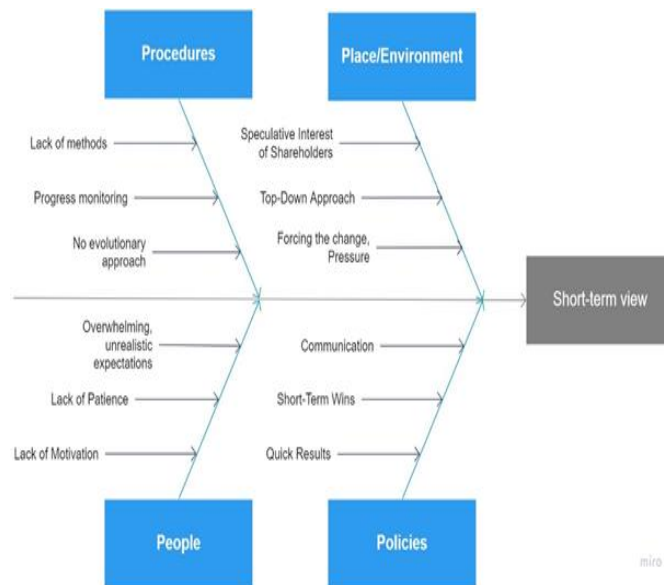 Procedures
Place/Environment
Lack of methods
Progress monitoring
No evolutionary
approach
Speculative Interest
of Shareholders
Top-Down Approach
Forcing the change,
Pressure
Short-term view
Overwhelming,
unrealistic
expectations
Lack of Patience
Lack of Motivation
Communication
Short-Term Wins
Quick Results
People
Policies
miro